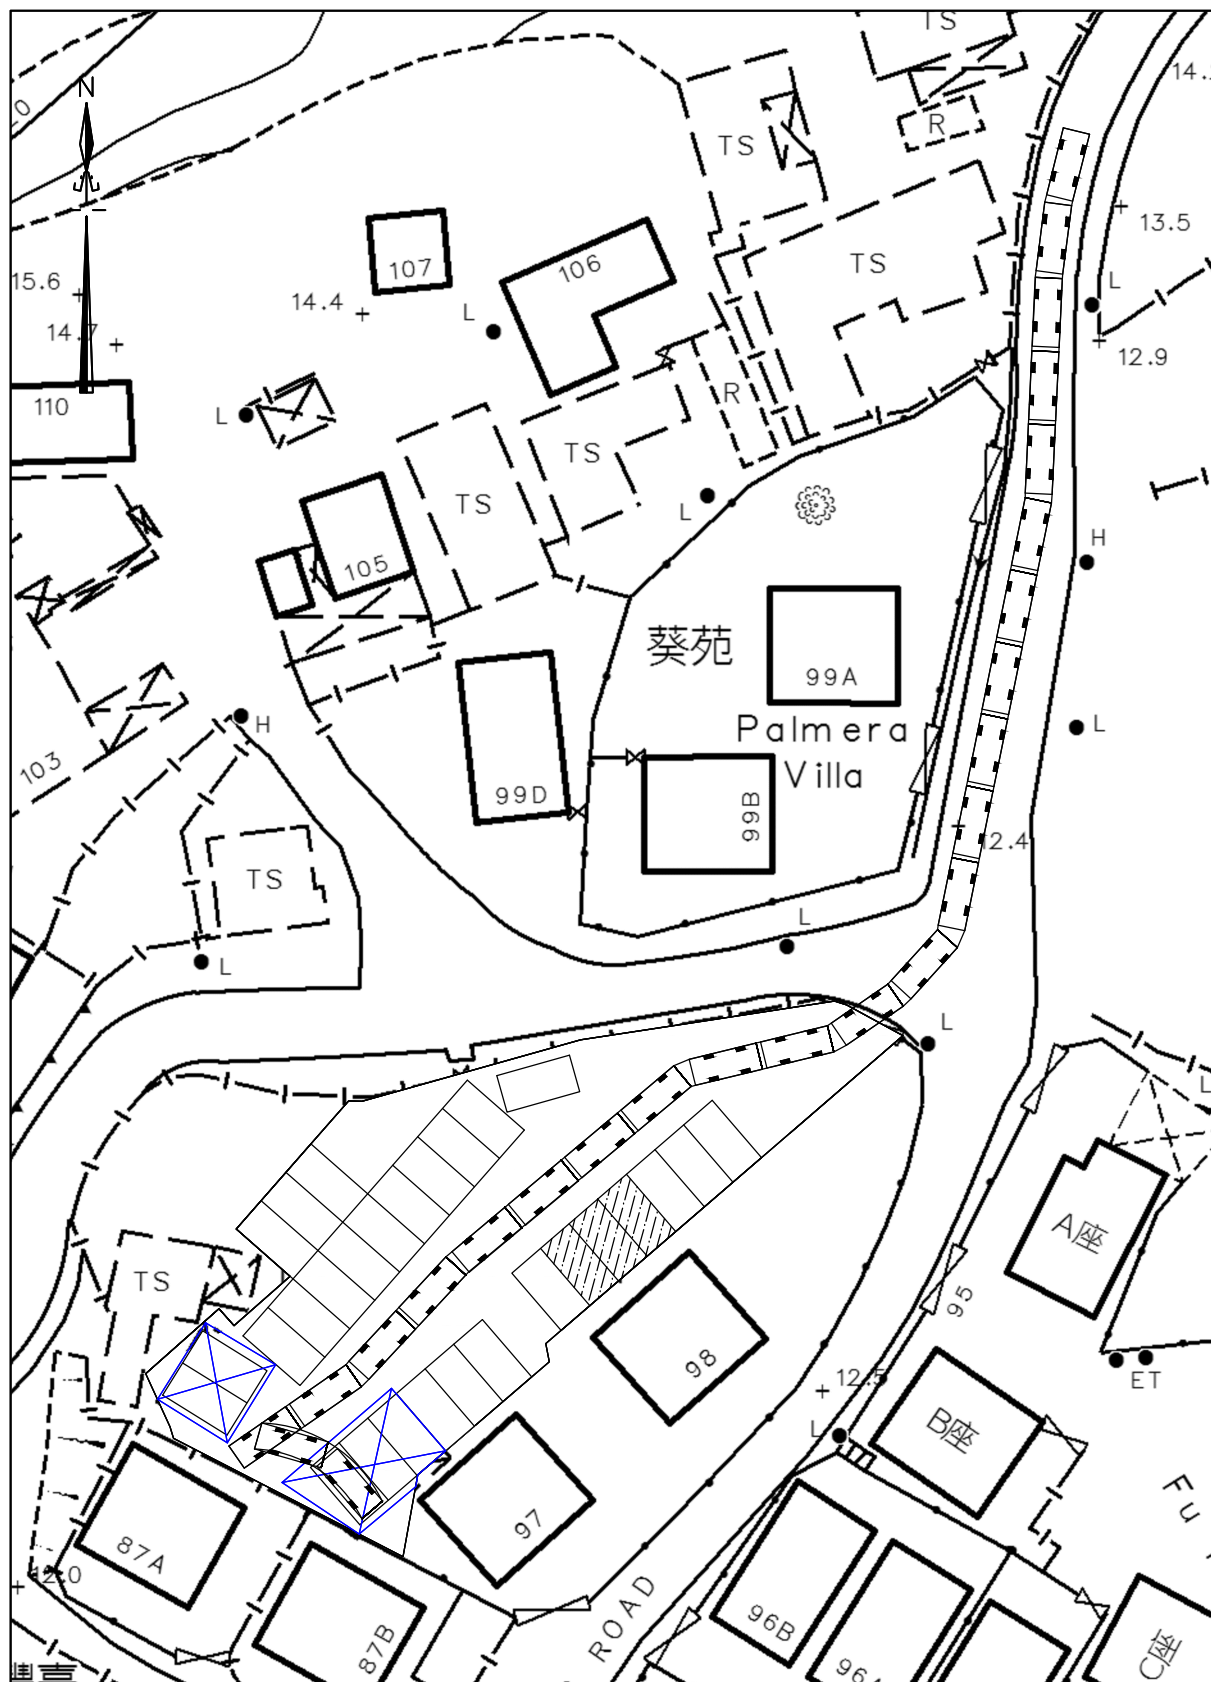 TS
14.
N
R
TS
13.5
106
TS
107
15.6
L
14.4
L
14.7
12.9
R
110
L
TS
TS
L
H
105
葵苑
99A
H
Palmera
L
103
Villa
99D
99B
12.4
TS
L
L
L
L
A座
TS
95
98
12.5
ET
B座
L
97
Fu
87A
12.0
ROAD
96B
87B
C座
96A